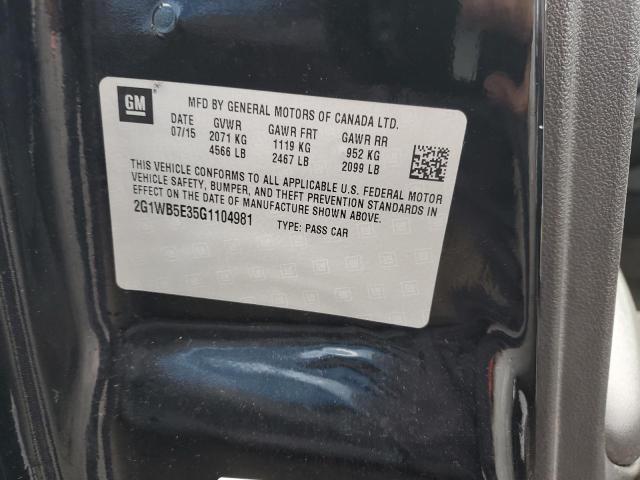 GM
MFD BY GENERAL MOTORS OF CANADA LTD.
DATE GVWR GAWR FRT GAWR RR
07/15 2071 KG 1119 KG 952 KG
4566 LB 2467 LB 2099 LB
THIS VEHICLE CONFORMS TO ALL APPLICABLE U.S. FEDERAL MOTOR
VEHICLE SAFETY, BUMPER, AND THEFT PREVENTION STANDARDS IN
EFFECT ON THE DATE OF MANUFACTURE SHOWN ABOVE.
2G1WB5E35G1104981 TYPE: PASS CAR